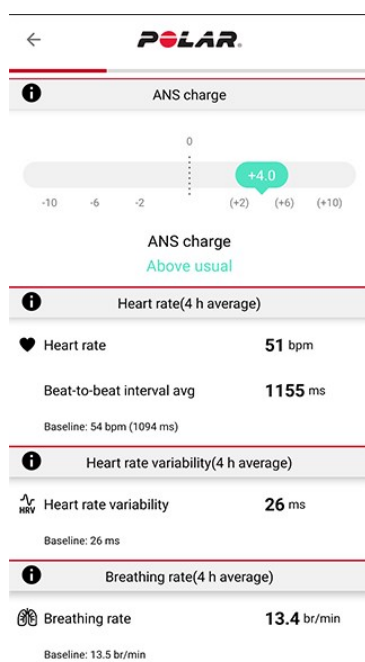 POLAR.
ANS charge
0
+4.0
-10 -6 -2 (+2) (+6) (+10)
ANS charge
Above usual
Heart rate(4 h average)
Heart rate 51 bpm
Beat-to-beat interval avg 1155 ms
Baseline: 54 bpm (1094 ms)
Heart rate variability(4 h average)
HRV Heart rate variability 26 ms
Baseline: 26 ms
Breathing rate(4 h average)
Breathing rate 13.4 br/min
Baseline: 13.5 br/min